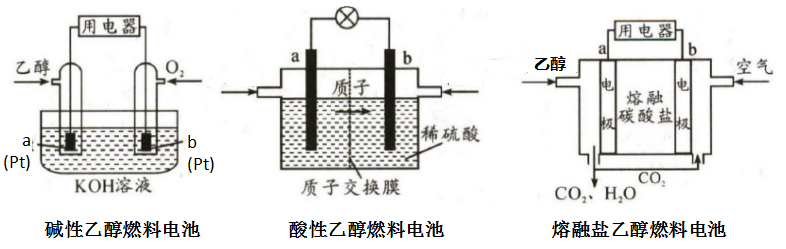 用电器
乙醇
O₂
a
(Pt)
b
(Pt)
KOH溶液
碱性乙醇燃料电池
a
b
质子
稀硫酸
质子交换膜
酸性乙醇燃料电池
用电器
a
b
乙醇
空气
电极
熔融
碳酸盐
电极
CO₂
CO₂、H₂O
熔融盐乙醇燃料电池